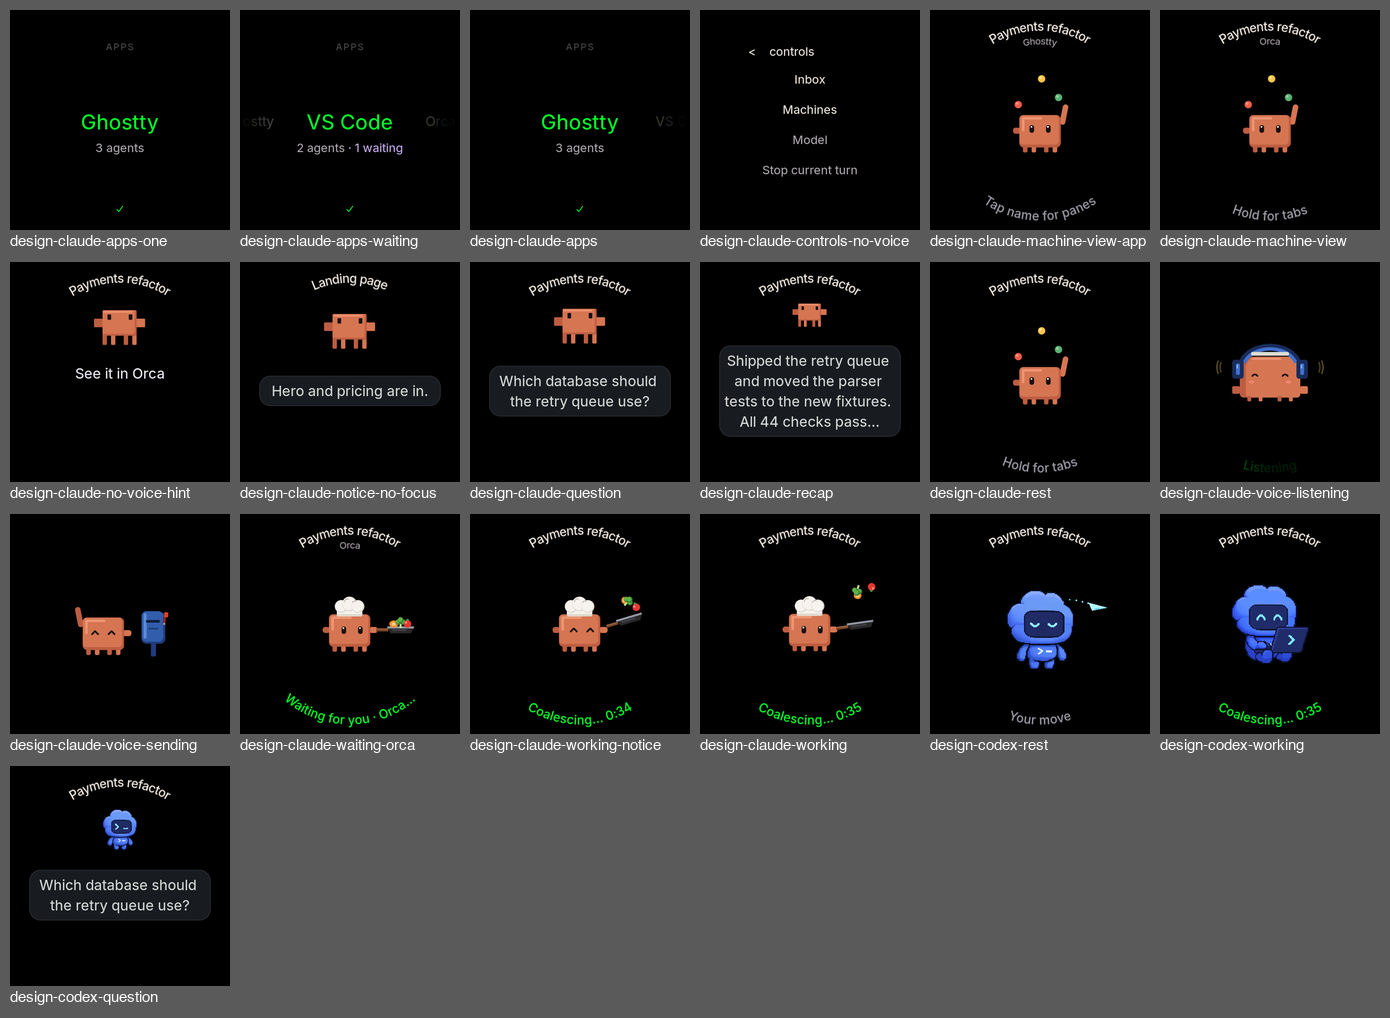 APPS
Ghostty
3 agents
✓
design-claude-apps-one
APPS
ostty
VS Code
Orca
2 agents · 1 waiting
✓
design-claude-apps-waiting
APPS
Ghostty
VS C
3 agents
✓
design-claude-apps
< controls
Inbox
Machines
Model
Stop current turn
design-claude-controls-no-voice
Payments refactor
Ghostty
Tap name for panes
design-claude-machine-view-app
Payments refactor
Orca
Hold for tabs
design-claude-machine-view
Payments refactor
See it in Orca
design-claude-no-voice-hint
Landing page
Hero and pricing are in.
design-claude-notice-no-focus
Payments refactor
Which database should
the retry queue use?
design-claude-question
Payments refactor
Shipped the retry queue
and moved the parser
tests to the new fixtures.
All 44 checks pass...
design-claude-recap
Payments refactor
Hold for tabs
design-claude-rest
Listening
design-claude-voice-listening
design-claude-voice-sending
Payments refactor
Orca
Waiting for you · Orca...
design-claude-waiting-orca
Payments refactor
Coalescing... 0:34
design-claude-working-notice
Payments refactor
Coalescing... 0:35
design-claude-working
Payments refactor
Your move
design-codex-rest
Payments refactor
Coalescing... 0:35
design-codex-working
Payments refactor
Which database should
the retry queue use?
design-codex-question